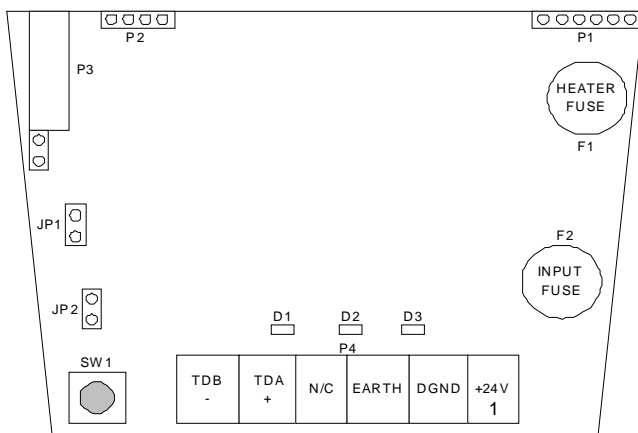 P2 P1
P3
HEATER
FUSE
F1
JP1
F2
INPUT
FUSE
JP2
D1 D2 D3
P4
SW1
TDB TDA N/C EARTH DGND +24V
- + 1